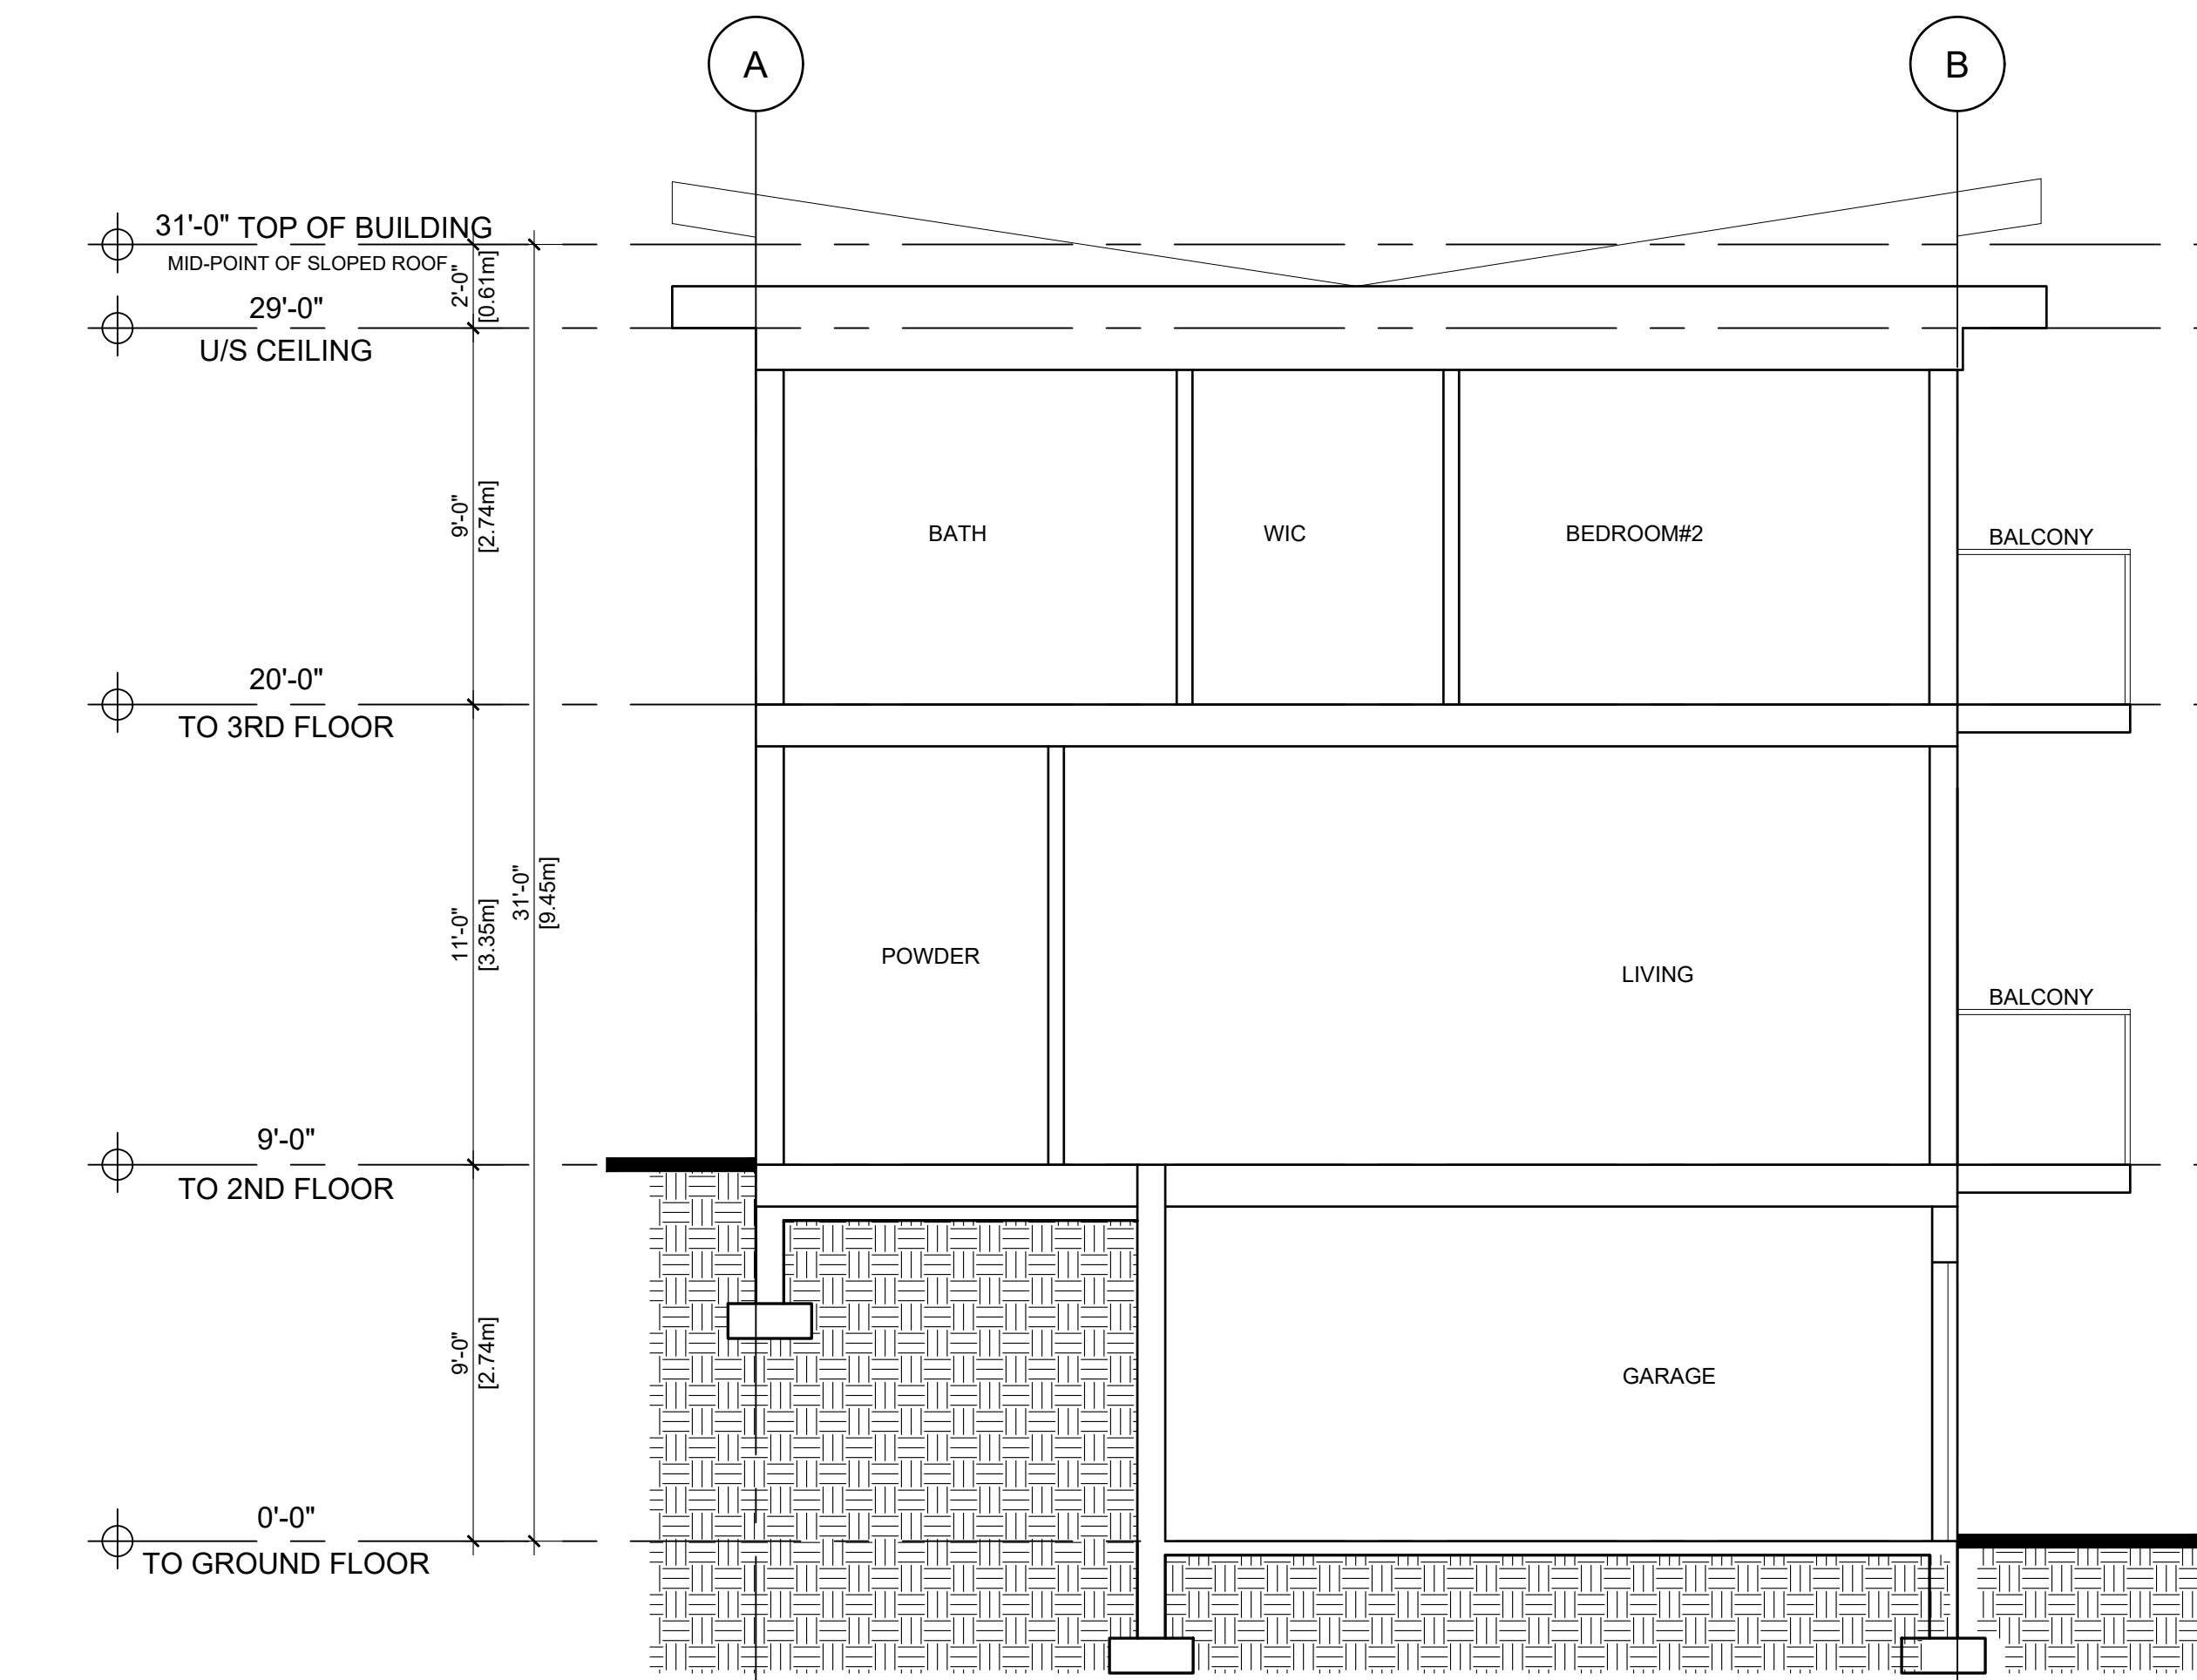 A
B
31'-0" TOP OF BUILDING
MID-POINT OF SLOPED ROOF
2'-0"
[0.61m]
29'-0"
U/S CEILING
9'-0"
[2.74m]
BATH
WIC
BEDROOM#2
BALCONY
20'-0"
TO 3RD FLOOR
11'-0"
[3.35m]
31'-0"
[9.45m]
POWDER
LIVING
BALCONY
9'-0"
TO 2ND FLOOR
9'-0"
[2.74m]
GARAGE
0'-0"
TO GROUND FLOOR